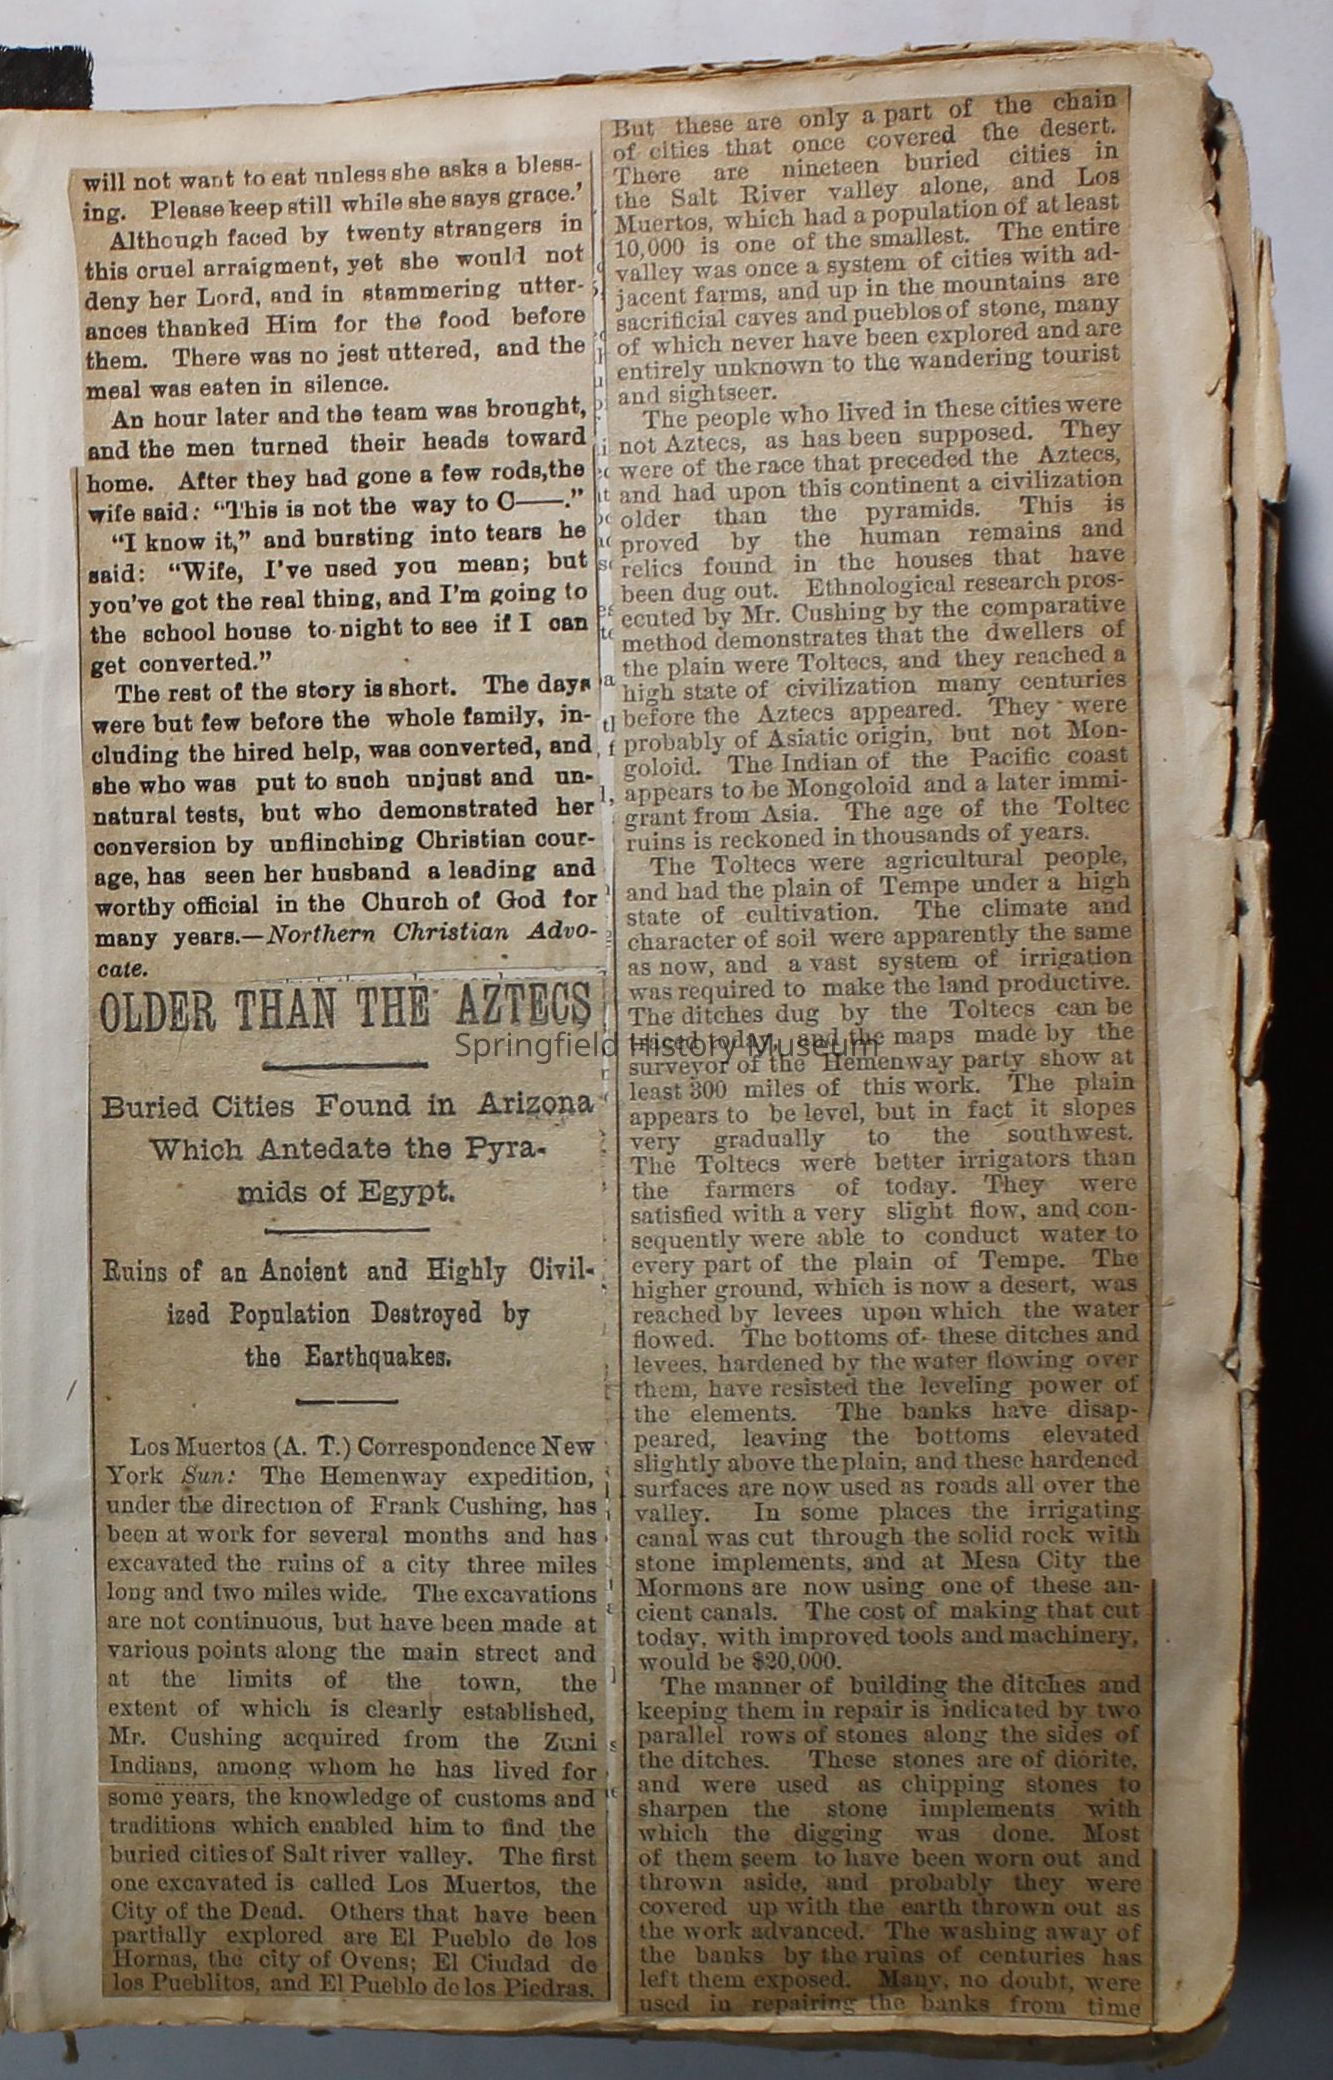 will not want to eat unless she asks a bless-
ing. Please keep still while she says grace.'
Although faced by twenty strangers in
this cruel arraigment, yet she would not
deny her Lord, and in stammering utter-
ances thanked Him for the food before
them. There was no jest uttered, and the
meal was eaten in silence.
An hour later and the team was brought,
and the men turned their heads toward
home. After they had gone a few rods, the
wife said: "This is not the way to C——."
"I know it," and bursting into tears he
said: "Wife, I've used you mean; but
you've got the real thing, and I'm going to
the school house to-night to see if I can
get converted."
The rest of the story is short. The days
were but few before the whole family, in-
cluding the hired help, was converted, and
she who was put to such unjust and un-
natural tests, but who demonstrated her
conversion by unflinching Christian cour-
age, has seen her husband a leading and
worthy official in the Church of God for
many years.—Northern Christian Advo-
cate.
OLDER THAN THE AZTECS
Buried Cities Found in Arizona
Which Antedate the Pyra-
mids of Egypt.
Ruins of an Ancient and Highly Civil-
ized Population Destroyed by
the Earthquakes.
Los Muertos (A. T.) Correspondence New
York Sun: The Hemenway expedition,
under the direction of Frank Cushing, has
been at work for several months and has
excavated the ruins of a city three miles
long and two miles wide. The excavations
are not continuous, but have been made at
various points along the main street and
at the limits of the town, the
extent of which is clearly established,
Mr. Cushing acquired from the Zuni
Indians, among whom he has lived for
some years, the knowledge of customs and
traditions which enabled him to find the
buried cities of Salt river valley. The first
one excavated is called Los Muertos, the
City of the Dead. Others that have been
partially explored are El Pueblo de los
Hornas, the city of Ovens; El Ciudad de
los Pueblitos, and El Pueblo de los Piedras.
But these are only a part of the chain
of cities that once covered the desert.
There are nineteen buried cities in
the Salt River valley alone, and Los
Muertos, which had a population of at least
10,000 is one of the smallest. The entire
valley was once a system of cities with ad-
jacent farms, and up in the mountains are
sacrificial caves and pueblos of stone, many
of which never have been explored and are
entirely unknown to the wandering tourist
and sightseer.
The people who lived in these cities were
not Aztecs, as has been supposed. They
were of the race that preceded the Aztecs,
and had upon this continent a civilization
older than the pyramids. This is
proved by the human remains and
relics found in the houses that have
been dug out. Ethnological research pros-
ecuted by Mr. Cushing by the comparative
method demonstrates that the dwellers of
the plain were Toltecs, and they reached a
high state of civilization many centuries
before the Aztecs appeared. They were
probably of Asiatic origin, but not Mon-
goloid. The Indian of the Pacific coast
appears to be Mongoloid and a later immi-
grant from Asia. The age of the Toltec
ruins is reckoned in thousands of years.
The Toltecs were agricultural people,
and had the plain of Tempe under a high
state of cultivation. The climate and
character of soil were apparently the same
as now, and a vast system of irrigation
was required to make the land productive.
The ditches dug by the Toltecs can be
traced today, and the maps made by the
Springfield History Museum
surveyor of the Hemenway party show at
least 300 miles of this work. The plain
appears to be level, but in fact it slopes
very gradually to the southwest.
The Toltecs were better irrigators than
the farmers of today. They were
satisfied with a very slight flow, and con-
sequently were able to conduct water to
every part of the plain of Tempe. The
higher ground, which is now a desert, was
reached by levees upon which the water
flowed. The bottoms of these ditches and
levees, hardened by the water flowing over
them, have resisted the leveling power of
the elements. The banks have disap-
peared, leaving the bottoms elevated
slightly above the plain, and these hardened
surfaces are now used as roads all over the
valley. In some places the irrigating
canal was cut through the solid rock with
stone implements, and at Mesa City the
Mormons are now using one of these an-
cient canals. The cost of making that cut
today, with improved tools and machinery,
would be $20,000.
The manner of building the ditches and
keeping them in repair is indicated by two
parallel rows of stones along the sides of
the ditches. These stones are of diorite,
and were used as chipping stones to
sharpen the stone implements with
which the digging was done. Most
of them seem to have been worn out and
thrown aside, and probably they were
covered up with the earth thrown out as
the work advanced. The washing away of
the banks by the ruins of centuries has
left them exposed. Many, no doubt, were
used in repairing the banks from time